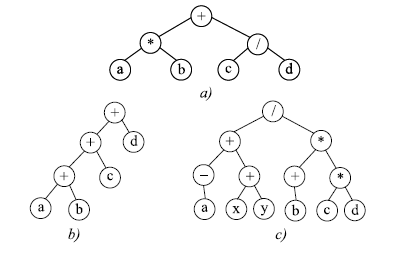 +
* /
a b c d
a)
+
+ d
+ c
a b
b)
/
+ *
− + + *
a x y b c d
c)